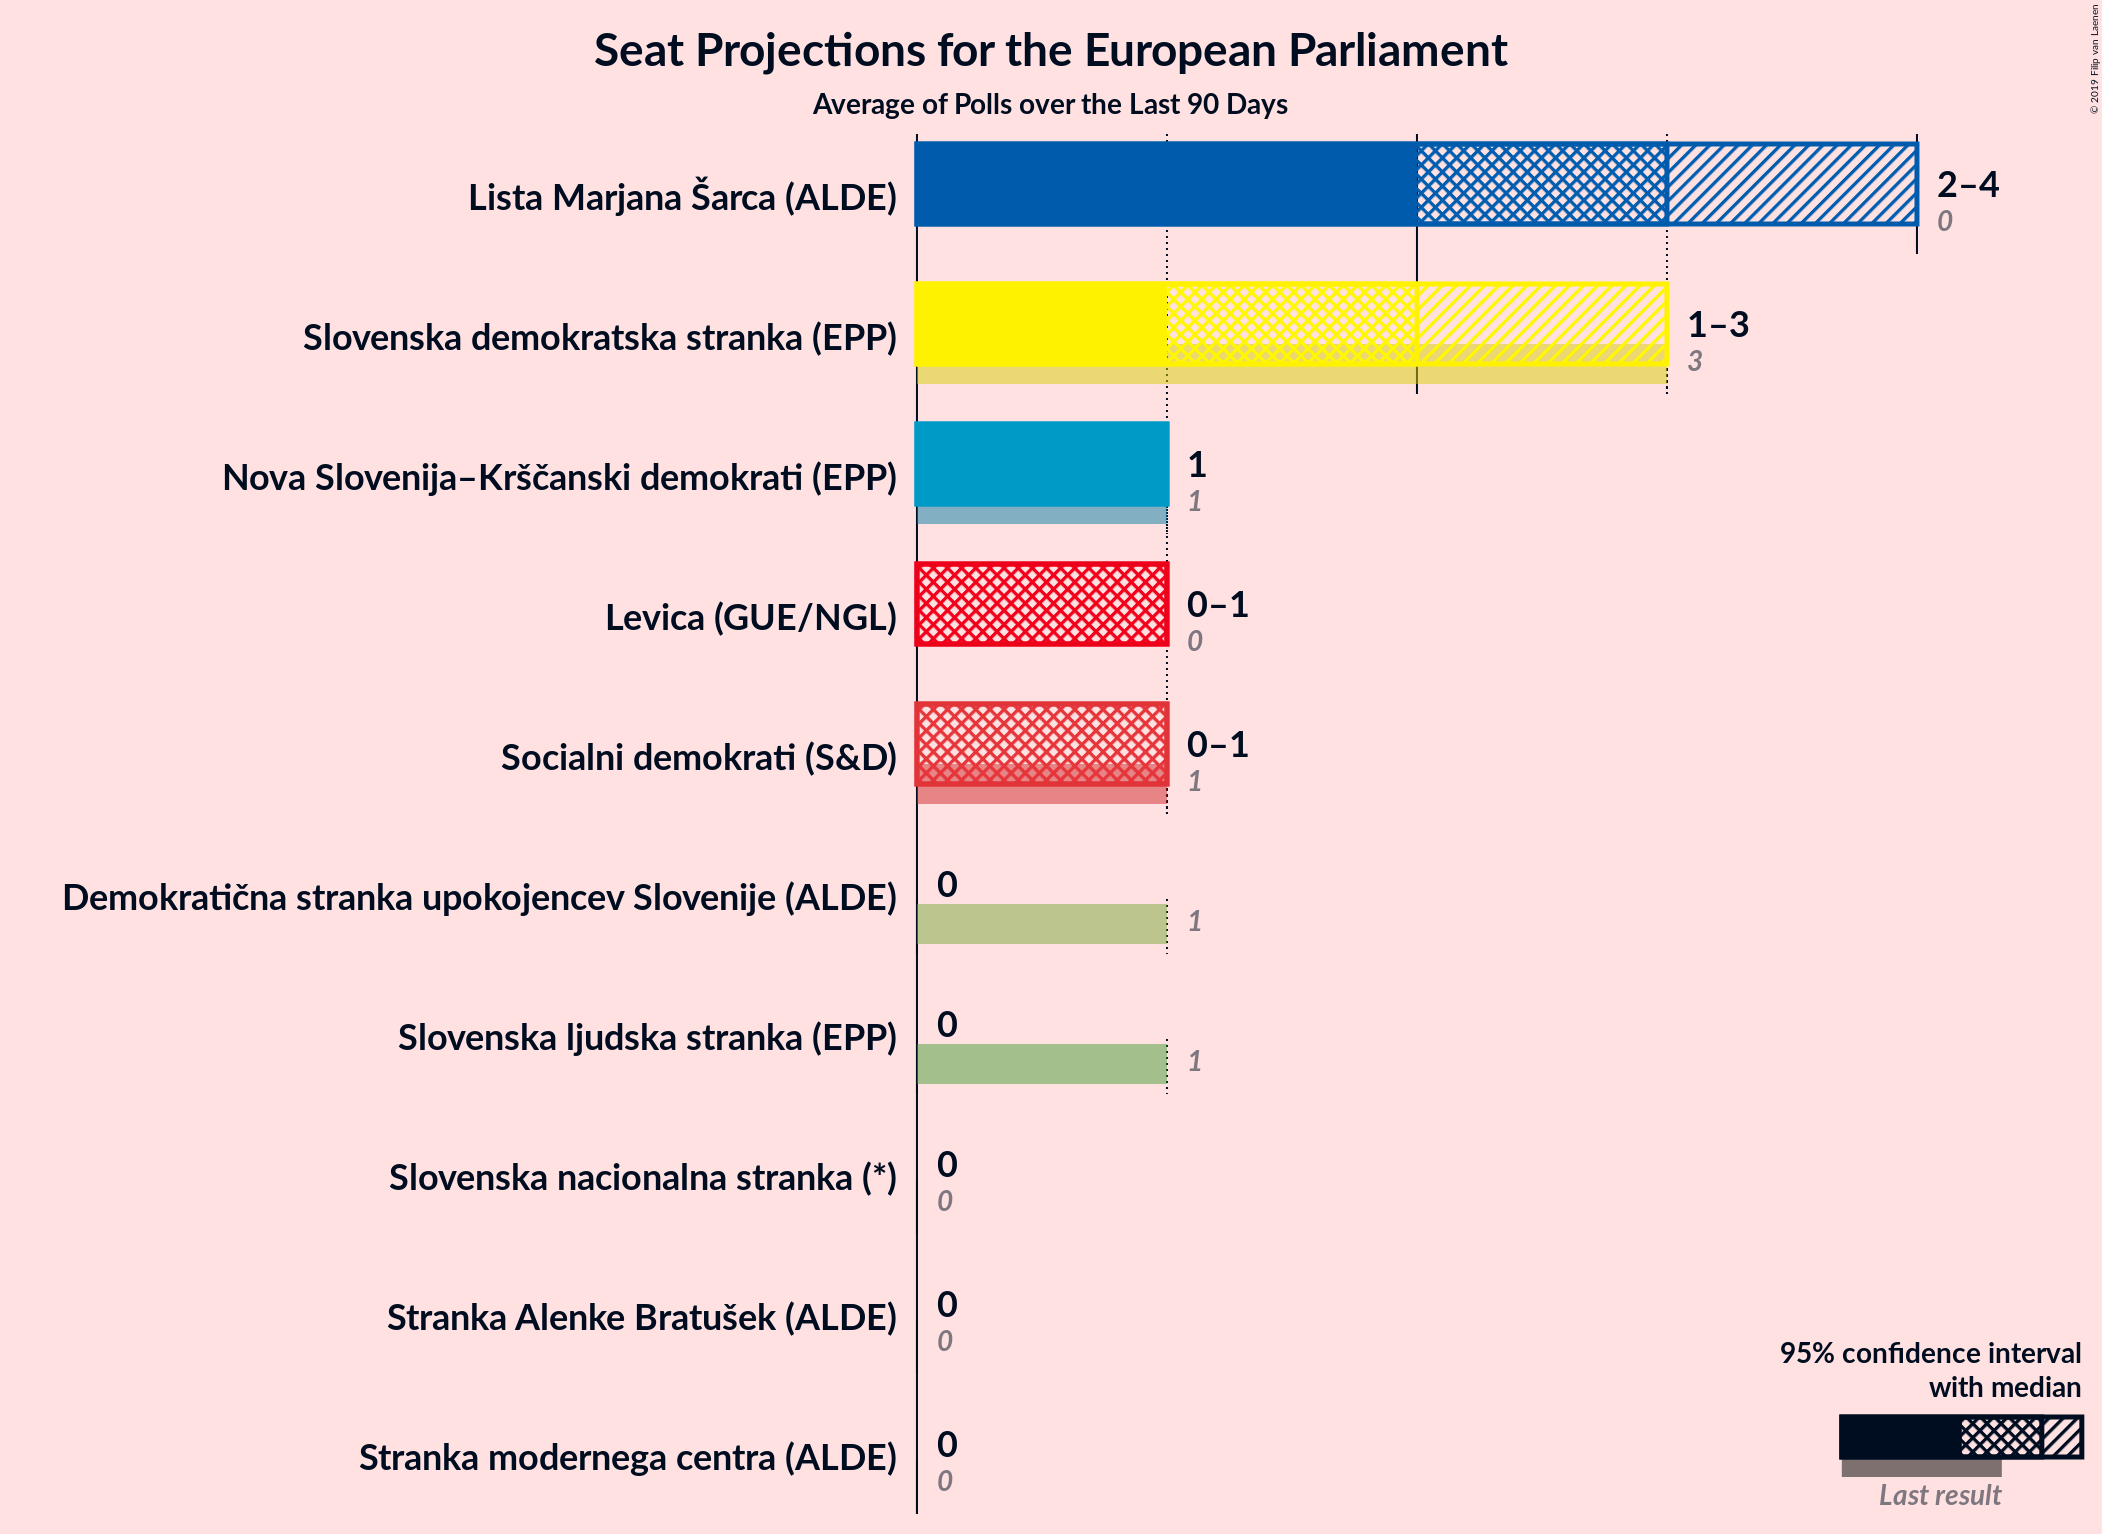 Seat Projections for the European Parliament
Average of Polls over the Last 90 Days
© 2019 Filip van Laenen
Lista Marjana Šarca (ALDE)
2–4
0
Slovenska demokratska stranka (EPP)
1–3
3
Nova Slovenija–Krščanski demokrati (EPP)
1
1
Levica (GUE/NGL)
0–1
0
Socialni demokrati (S&D)
0–1
1
Demokratična stranka upokojencev Slovenije (ALDE)
0
1
Slovenska ljudska stranka (EPP)
0
1
Slovenska nacionalna stranka (*)
0
0
Stranka Alenke Bratušek (ALDE)
0
0
Stranka modernega centra (ALDE)
0
0
95% confidence interval
with median
Last result